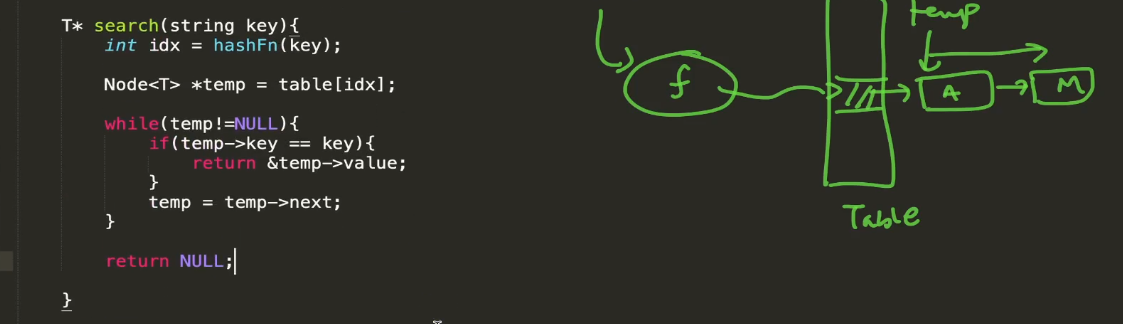 T* search(string key){
int idx = hashFn(key);
Node<T> *temp = table[idx];
while(temp!=NULL){
if(temp->key == key){
return &temp->value;
}
temp = temp->next;
}
return NULL;
}
temp
f
A
M
Table